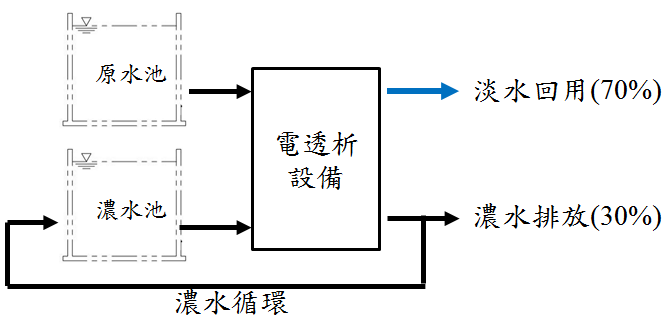 原水池
淡水回用(70%)
電透析
設備
濃水池
濃水排放(30%)
濃水循環